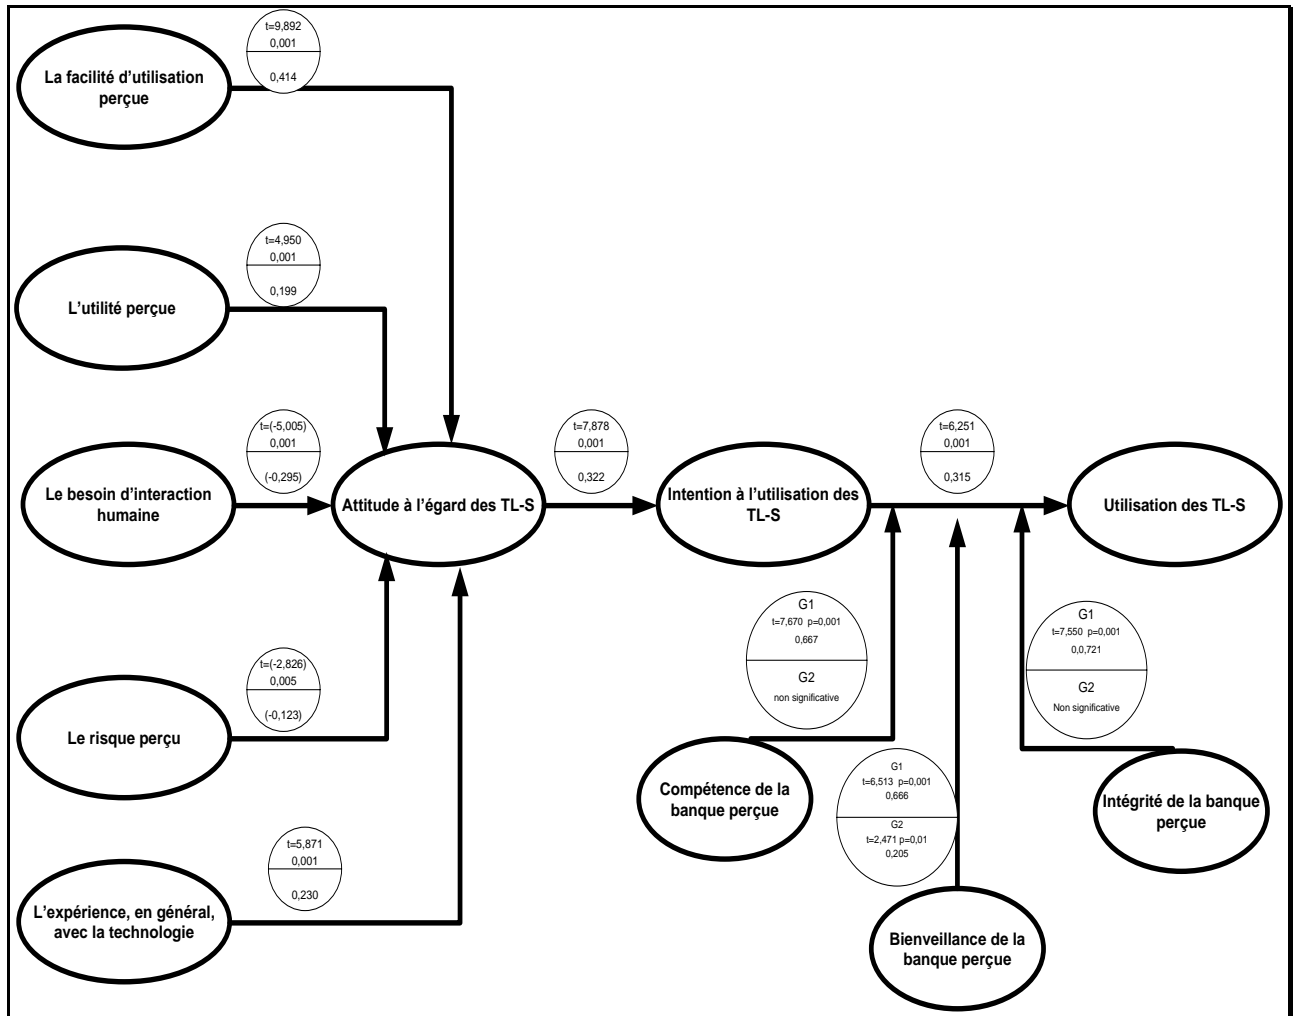 t=9,892
0,001
0,414
La facilité d'utilisation
perçue
t=4,950
0,001
0,199
L'utilité perçue
t=(-5,005)
0,001
(-0,295)
Le besoin d'interaction
humaine
Attitude à l'égard des TL-S
t=7,878
0,001
0,322
Intention à l'utilisation des
TL-S
t=6,251
0,001
0,315
Utilisation des TL-S
t=(-2,826)
0,005
(-0,123)
Le risque perçu
t=5,871
0,001
0,230
L'expérience, en général,
avec la technologie
G1
t=7,670 p=0,001
0,667
G2
non significative
Compétence de la
banque perçue
G1
t=6,513 p=0,001
0,666
G2
t=2,471 p=0,01
0,205
Bienveillance de la
banque perçue
G1
t=7,550 p=0,001
0,0,721
G2
Non significative
Intégrité de la banque
perçue